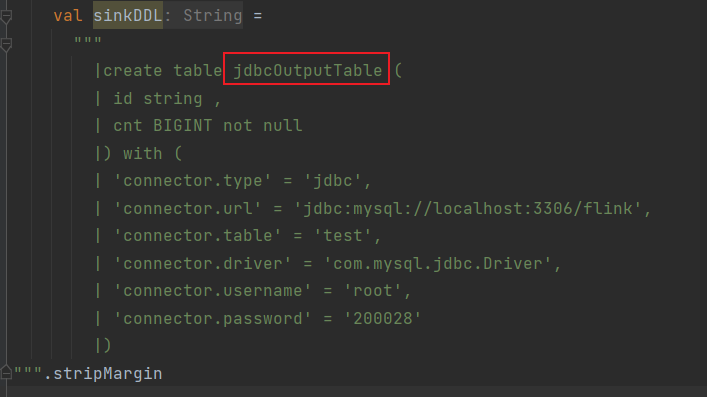 val sinkDDL: String =
"""
|create table jdbcOutputTable (
| id string ,
| cnt BIGINT not null
|) with (
| 'connector.type' = 'jdbc',
| 'connector.url' = 'jdbc:mysql://localhost:3306/flink',
| 'connector.table' = 'test',
| 'connector.driver' = 'com.mysql.jdbc.Driver',
| 'connector.username' = 'root',
| 'connector.password' = '200028'
|)
""".stripMargin